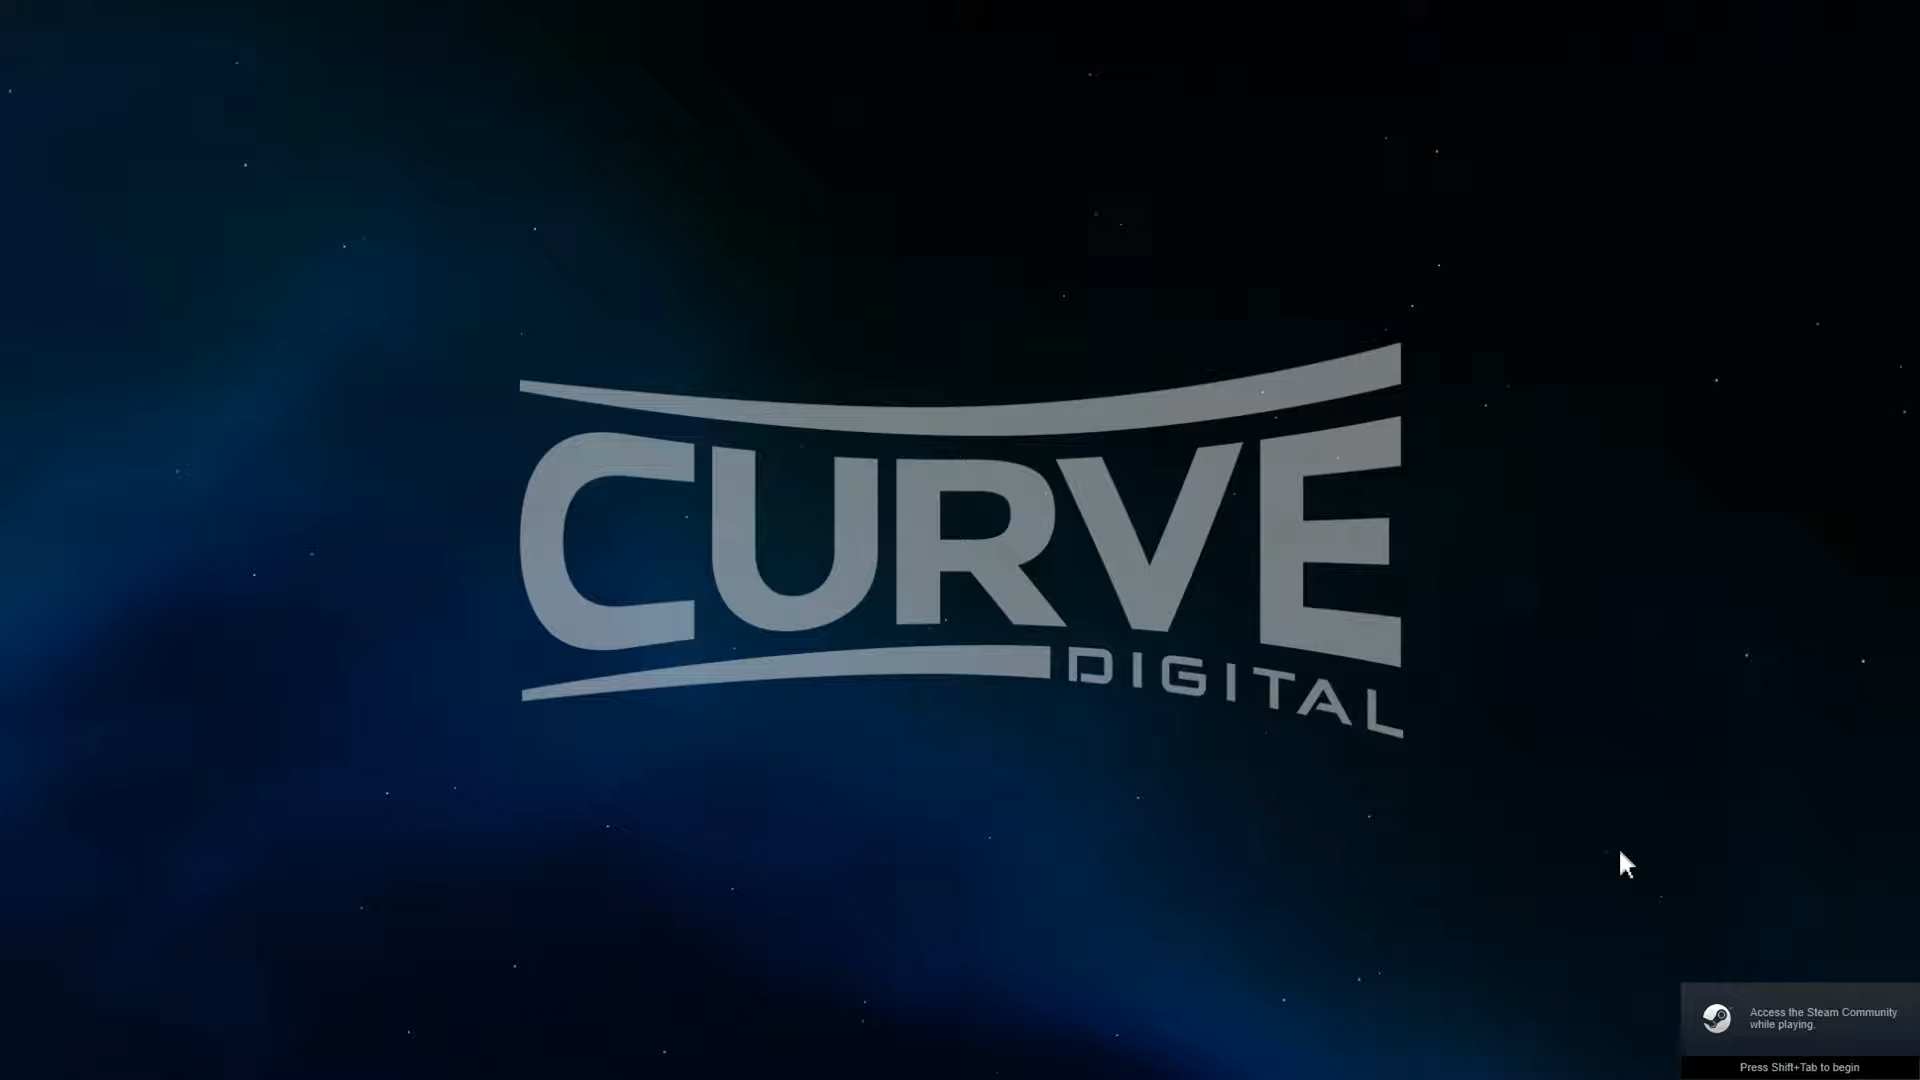 CURVE
DIGITAL
Access the Steam Community
while playing.
Press Shift+Tab to begin